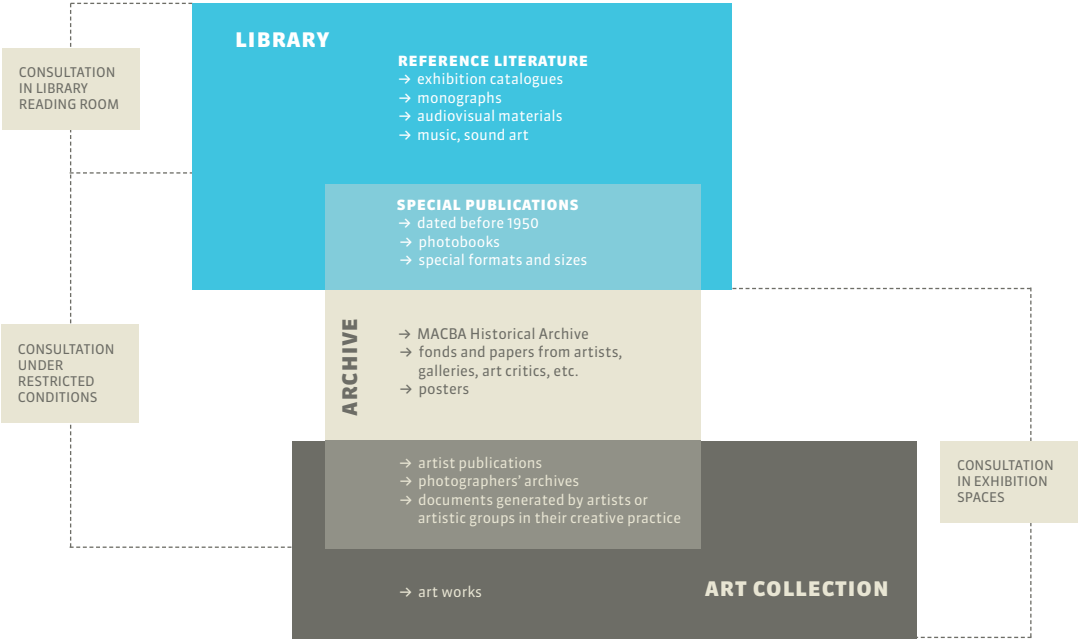 LIBRARY
REFERENCE LITERATURE
→ exhibition catalogues
→ monographs
→ audiovisual materials
→ music, sound art
CONSULTATION
IN LIBRARY
READING ROOM
SPECIAL PUBLICATIONS
→ dated before 1950
→ photobooks
→ special formats and sizes
ARCHIVE
→ MACBA Historical Archive
→ fonds and papers from artists,
galleries, art critics, etc.
→ posters
CONSULTATION
UNDER
RESTRICTED
CONDITIONS
→ artist publications
→ photographers’ archives
→ documents generated by artists or
artistic groups in their creative practice
CONSULTATION
IN EXHIBITION
SPACES
→ art works
ART COLLECTION